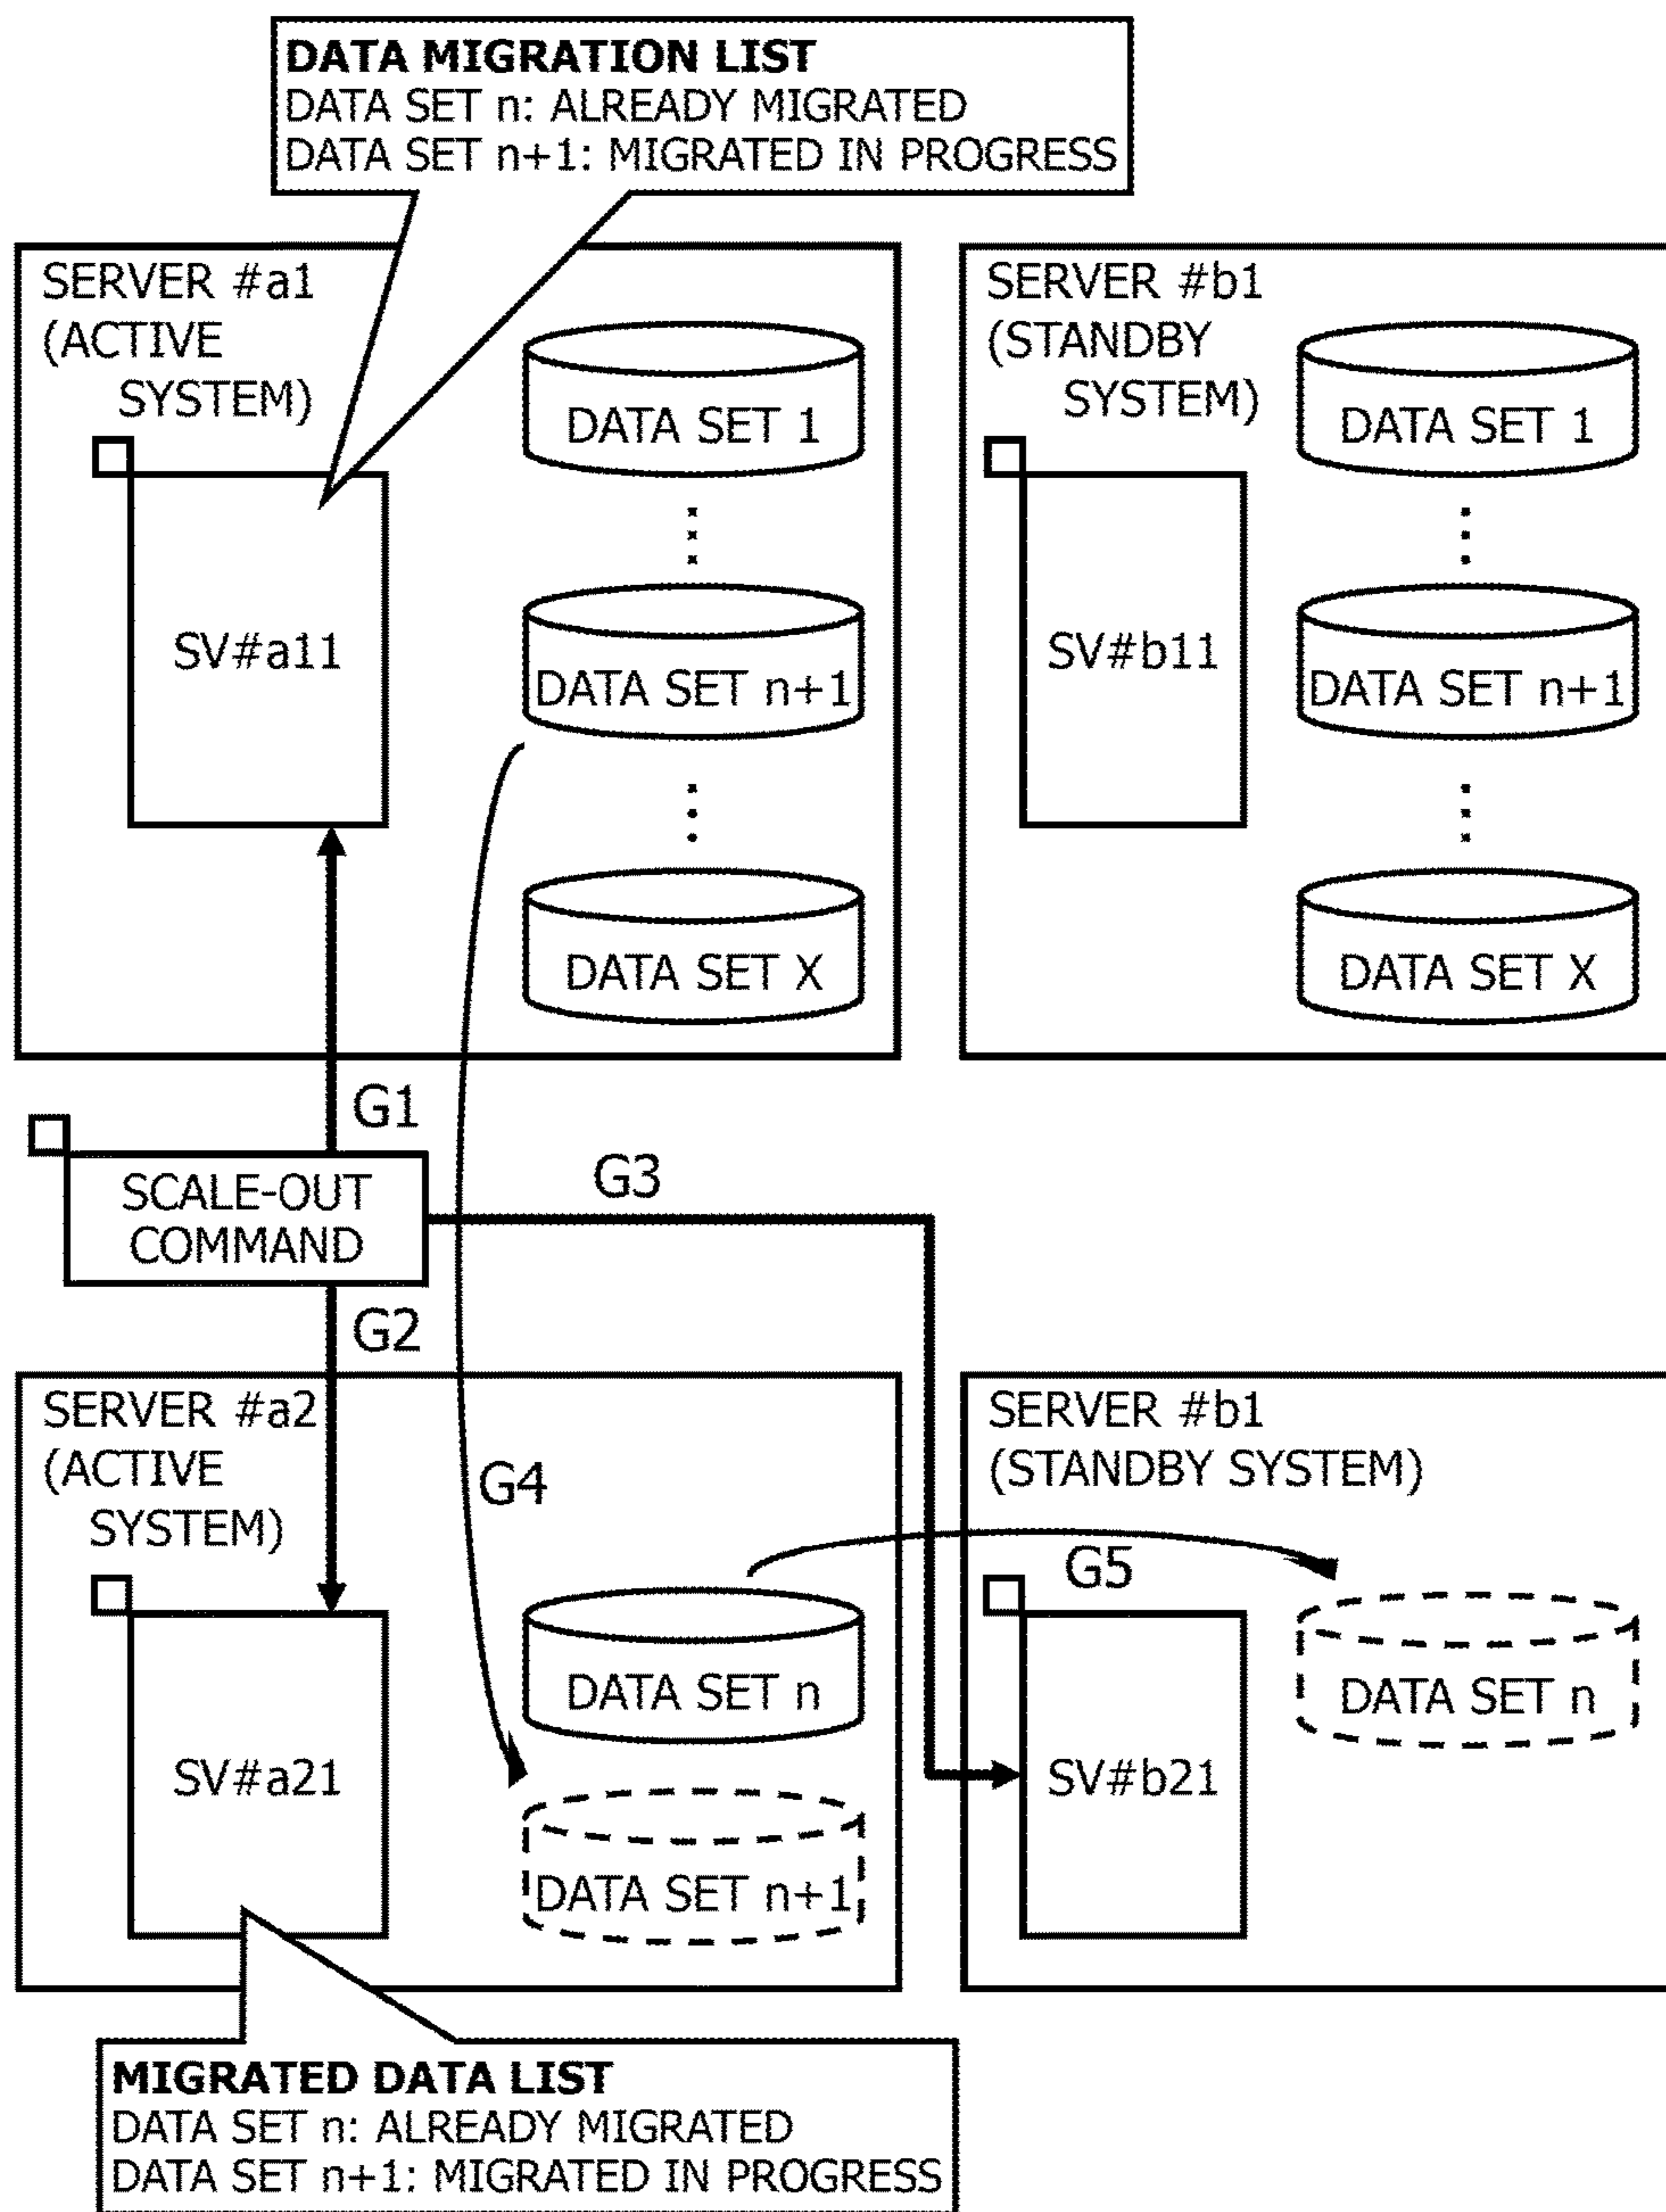 DATA MIGRATION LIST
DATA SET n: ALREADY MIGRATED
DATA SET n+1: MIGRATED IN PROGRESS
SERVER #a1
(ACTIVE
SYSTEM)
DATA SET 1
SV#a11
DATA SET n+1
DATA SET X
SERVER #b1
(STANDBY
SYSTEM)
DATA SET 1
SV#b11
DATA SET n+1
DATA SET X
G1
SCALE-OUT
COMMAND
G3
G2
SERVER #a2
(ACTIVE
SYSTEM)
G4
DATA SET n
SV#a21
DATA SET n+1
SERVER #b1
(STANDBY SYSTEM)
G5
DATA SET n
SV#b21
MIGRATED DATA LIST
DATA SET n: ALREADY MIGRATED
DATA SET n+1: MIGRATED IN PROGRESS